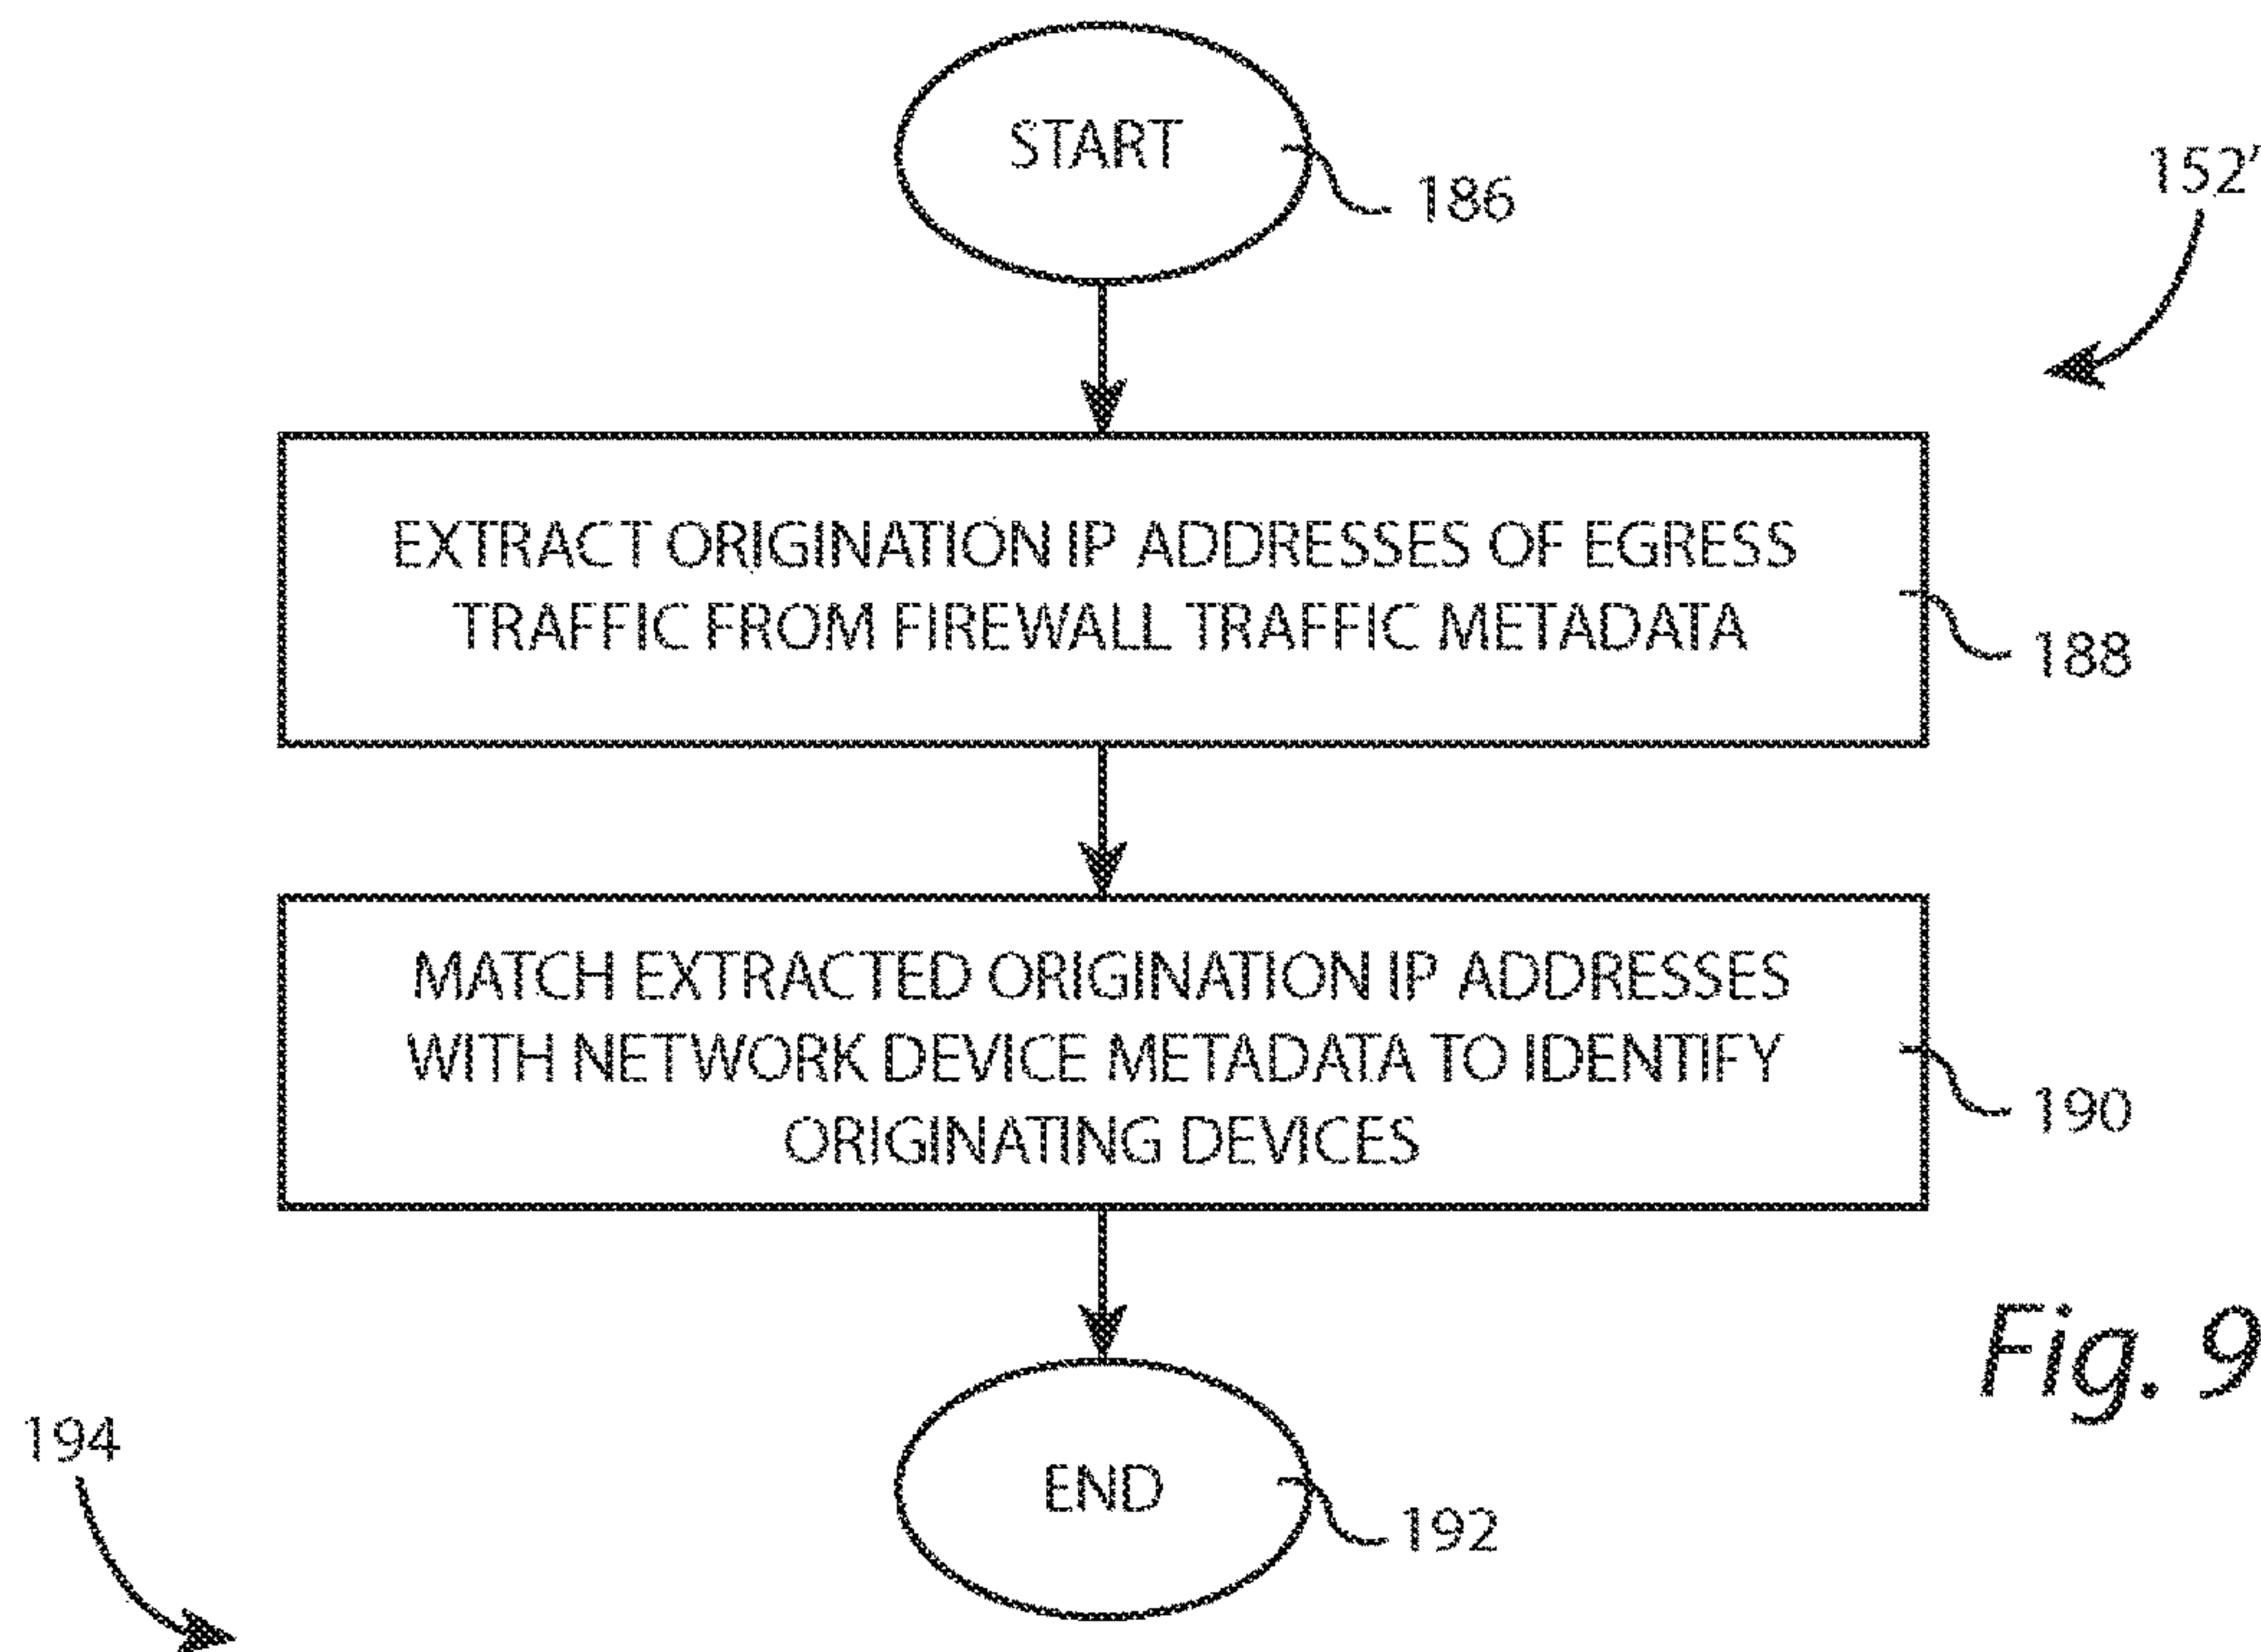 START
186
152'
EXTRACT ORIGINATION IP ADDRESSES OF EGRESS
TRAFFIC FROM FIREWALL TRAFFIC METADATA
188
MATCH EXTRACTED ORIGINATION IP ADDRESSES
WITH NETWORK DEVICE METADATA TO IDENTIFY
ORIGINATING DEVICES
190
Fig. 9
194
END
192